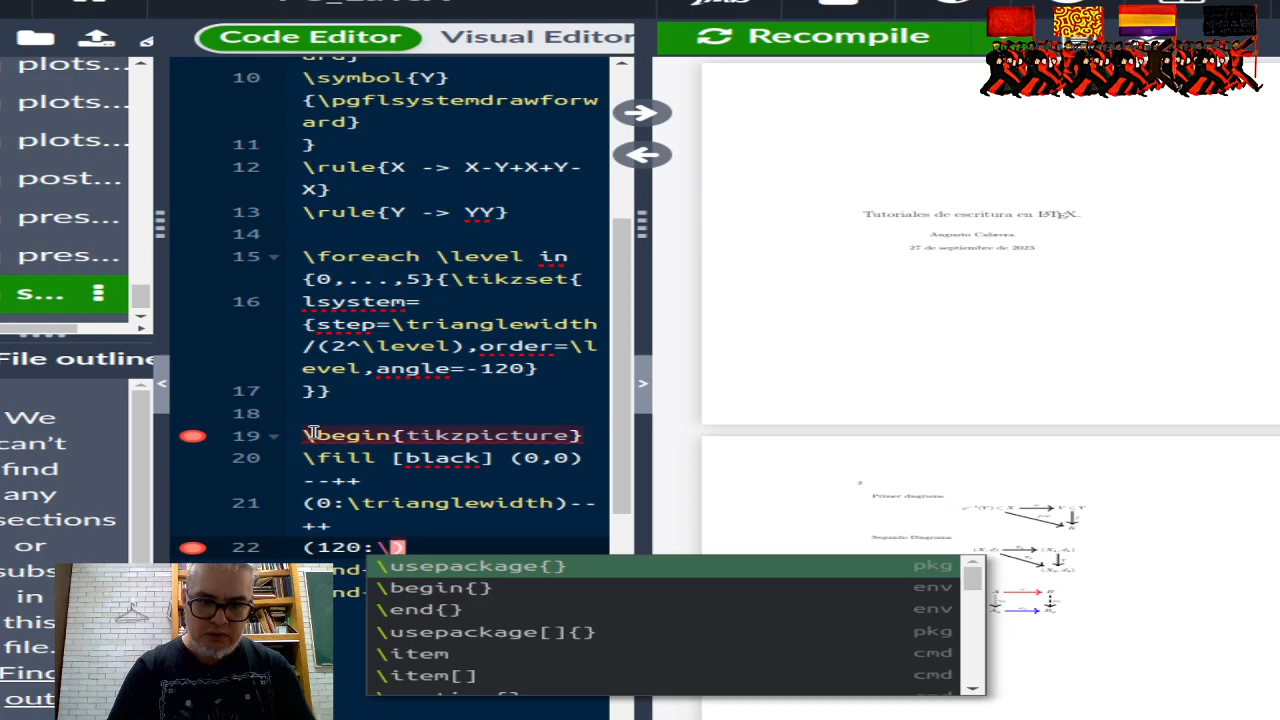 Code Editor
Visual Editor
Recompile
plots...
plots...
plots...
post...
pres...
pres...
s...
File outline
We
can't
find
any
sections
or
subs
in
this
file.
Find
out
10 \symbol{Y}
{\pgflsystemdrawforw
ard}
11 }
12 \rule{X -> X-Y+X+Y-
X}
13 \rule{Y -> YY}
14
15 \foreach \level in
{0,...,5}{\tikzset{
16 lsystem=
{step=\trianglewidth
/(2^\level),order=\l
evel,angle=-120}
17 }}
18
19 \begin{tikzpicture}
20 \fill [black] (0,0)
--++
21 (0:\trianglewidth)--
++
22 (120:\)
\usepackage{} pkg
\begin{} env
\end{} env
\usepackage[]{} pkg
\item cmd
\item[] cmd
Tutoriales de escritura en LATEX.
Augusto Cabrera
27 de septiembre de 2025
Primer diagrama
Segundo Diagrama